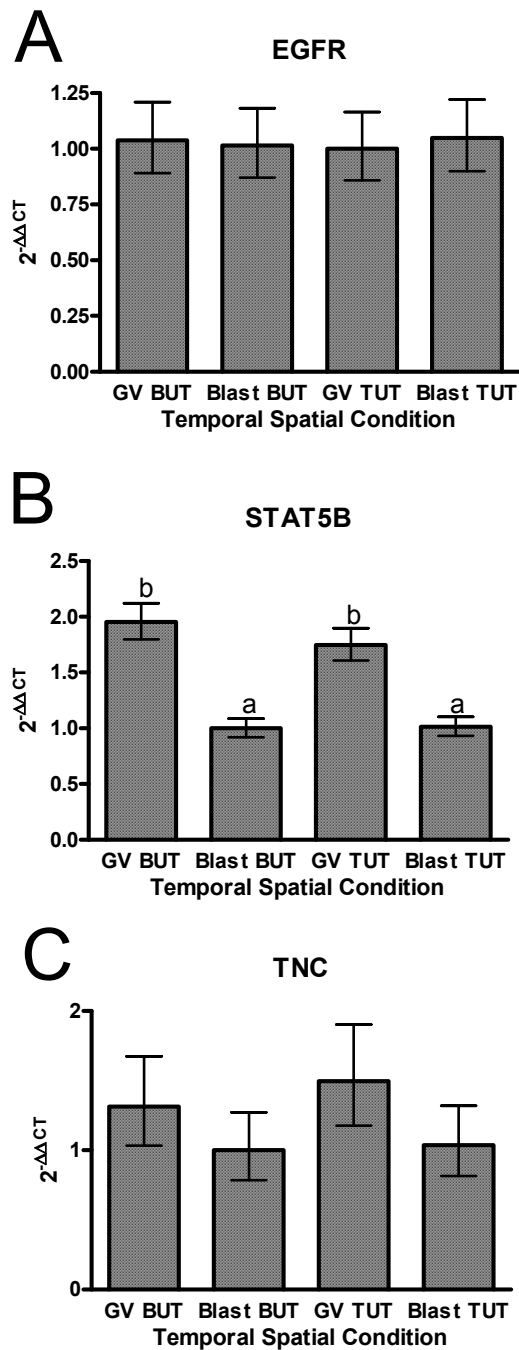 A
EGFR
1.25
1.00
0.75
0.50
0.25
0.00
2-ΔΔCT
GV BUT Blast BUT GV TUT Blast TUT
Temporal Spatial Condition
B
STAT5B
2.5
2.0
1.5
1.0
0.5
0.0
2-ΔΔCT
b
a
b
a
GV BUT Blast BUT GV TUT Blast TUT
Temporal Spatial Condition
C
TNC
2
1
0
2-ΔΔCT
GV BUT Blast BUT GV TUT Blast TUT
Temporal Spatial Condition